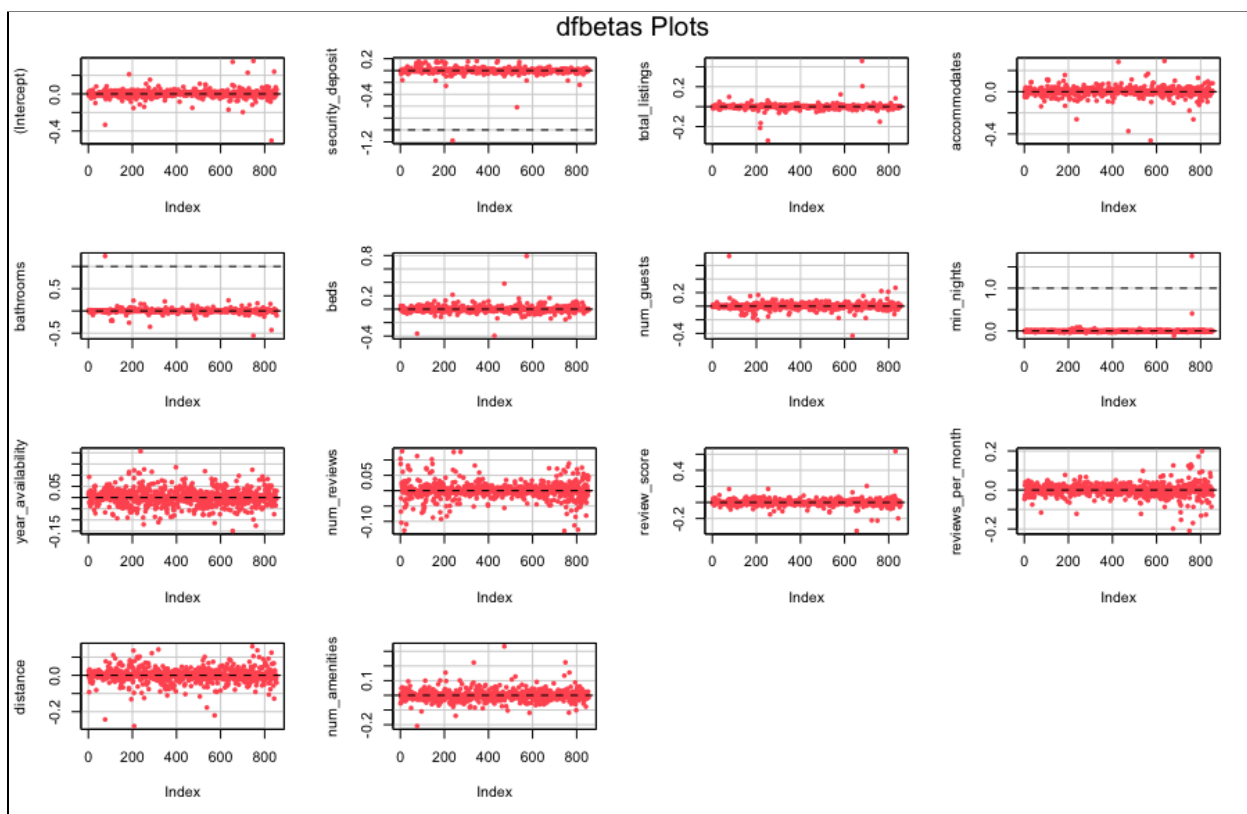 dfbetas Plots
(Intercept)
-0.4 0.0
0 200 400 600 800
Index
security_deposit
-1.2 -0.4 0.2
0 200 400 600 800
Index
total_listings
-0.2 0.2
0 200 400 600 800
Index
accommodates
-0.4 0.0
0 200 400 600 800
Index
bathrooms
-0.5 0.5
0 200 400 600 800
Index
beds
-0.4 0.2 0.8
0 200 400 600 800
Index
num_guests
-0.4 0.2
0 200 400 600 800
Index
min_nights
0.0 1.0
0 200 400 600 800
Index
year_availability
-0.15 0.05
0 200 400 600 800
Index
num_reviews
-0.10 0.05
0 200 400 600 800
Index
review_score
-0.2 0.4
0 200 400 600 800
Index
reviews_per_month
-0.2 0.0 0.2
0 200 400 600 800
Index
distance
-0.2 0.0
0 200 400 600 800
Index
num_amenities
-0.2 0.1
0 200 400 600 800
Index